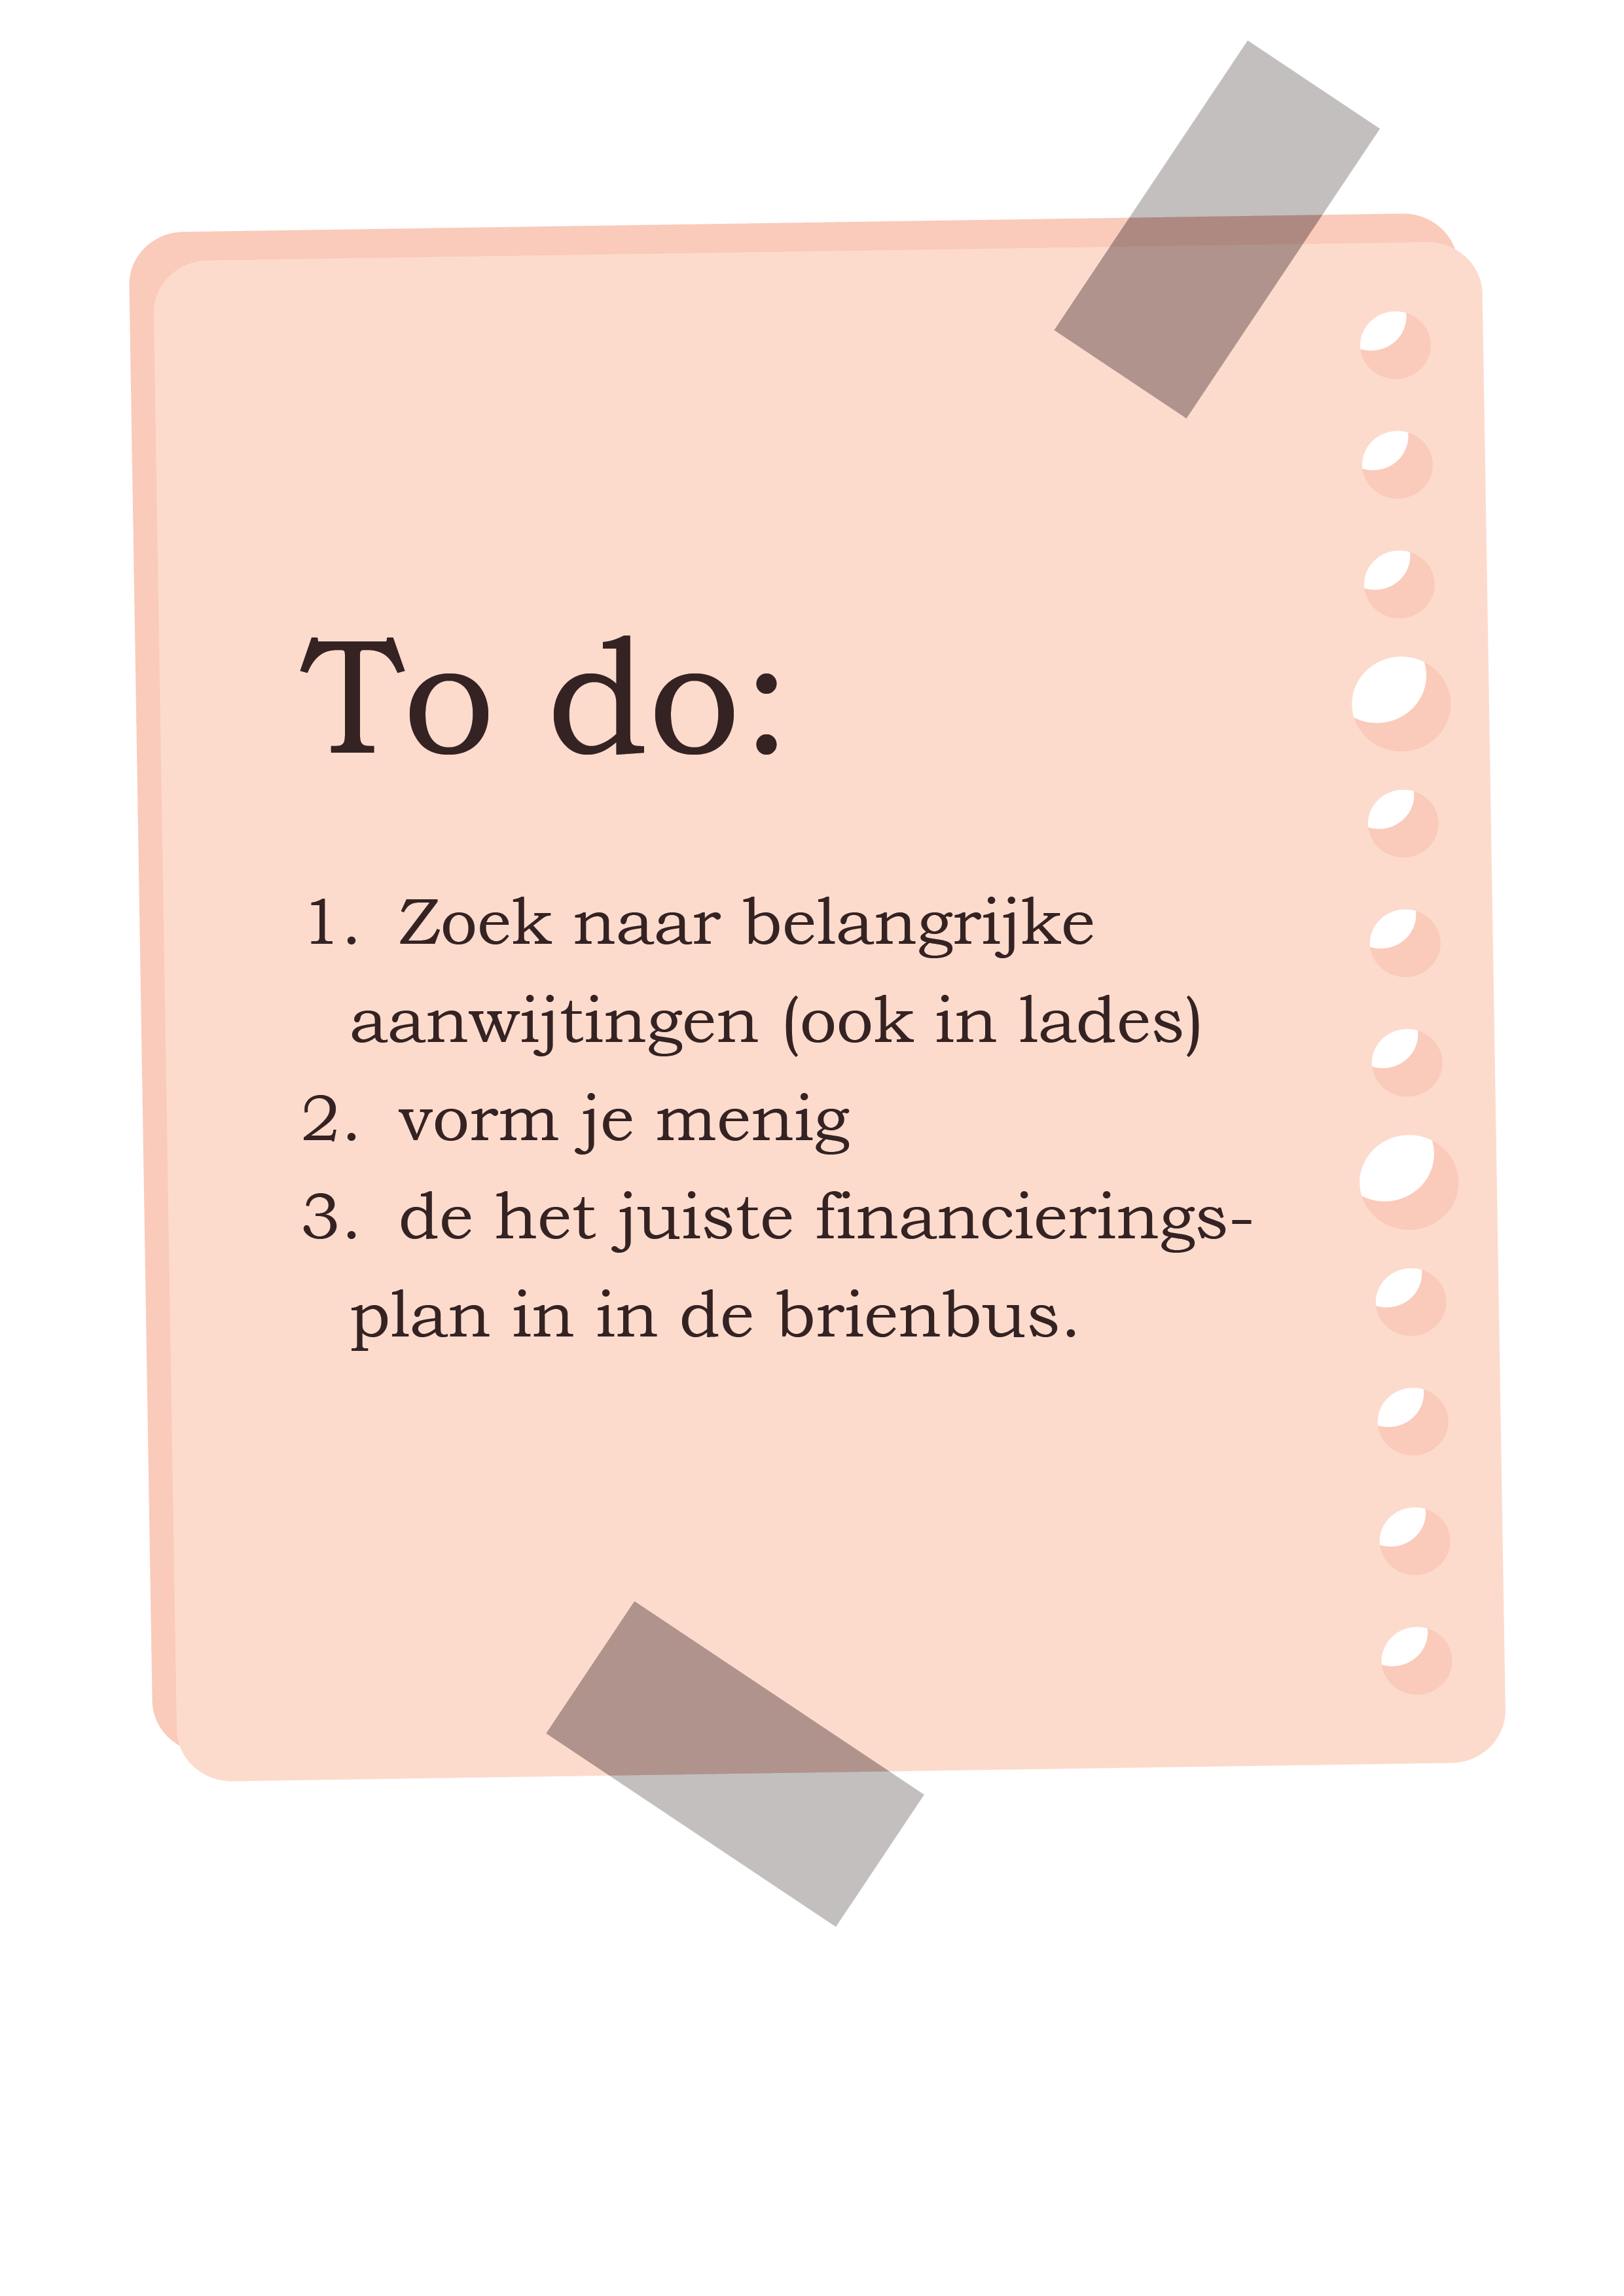 To do:
1. Zoek naar belangrijke
aanwijtingen (ook in lades)
2. vorm je menig
3. de het juiste financierings-
plan in in de brienbus.